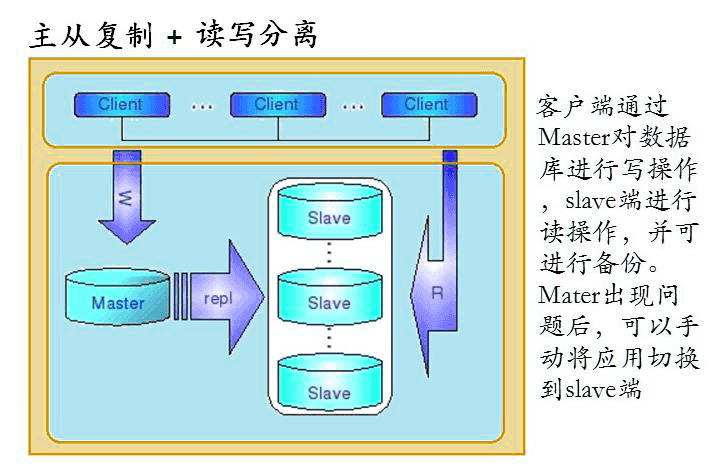 主从复制 + 读写分离
Client ... Client ... Client
W
Slave
Master
repl
Slave
R
Slave
客户端通过
Master对数据
库进行写操作
，slave端进行
读操作，并可
进行备份。
Mater出现问
题后，可以手
动将应用切换
到slave端